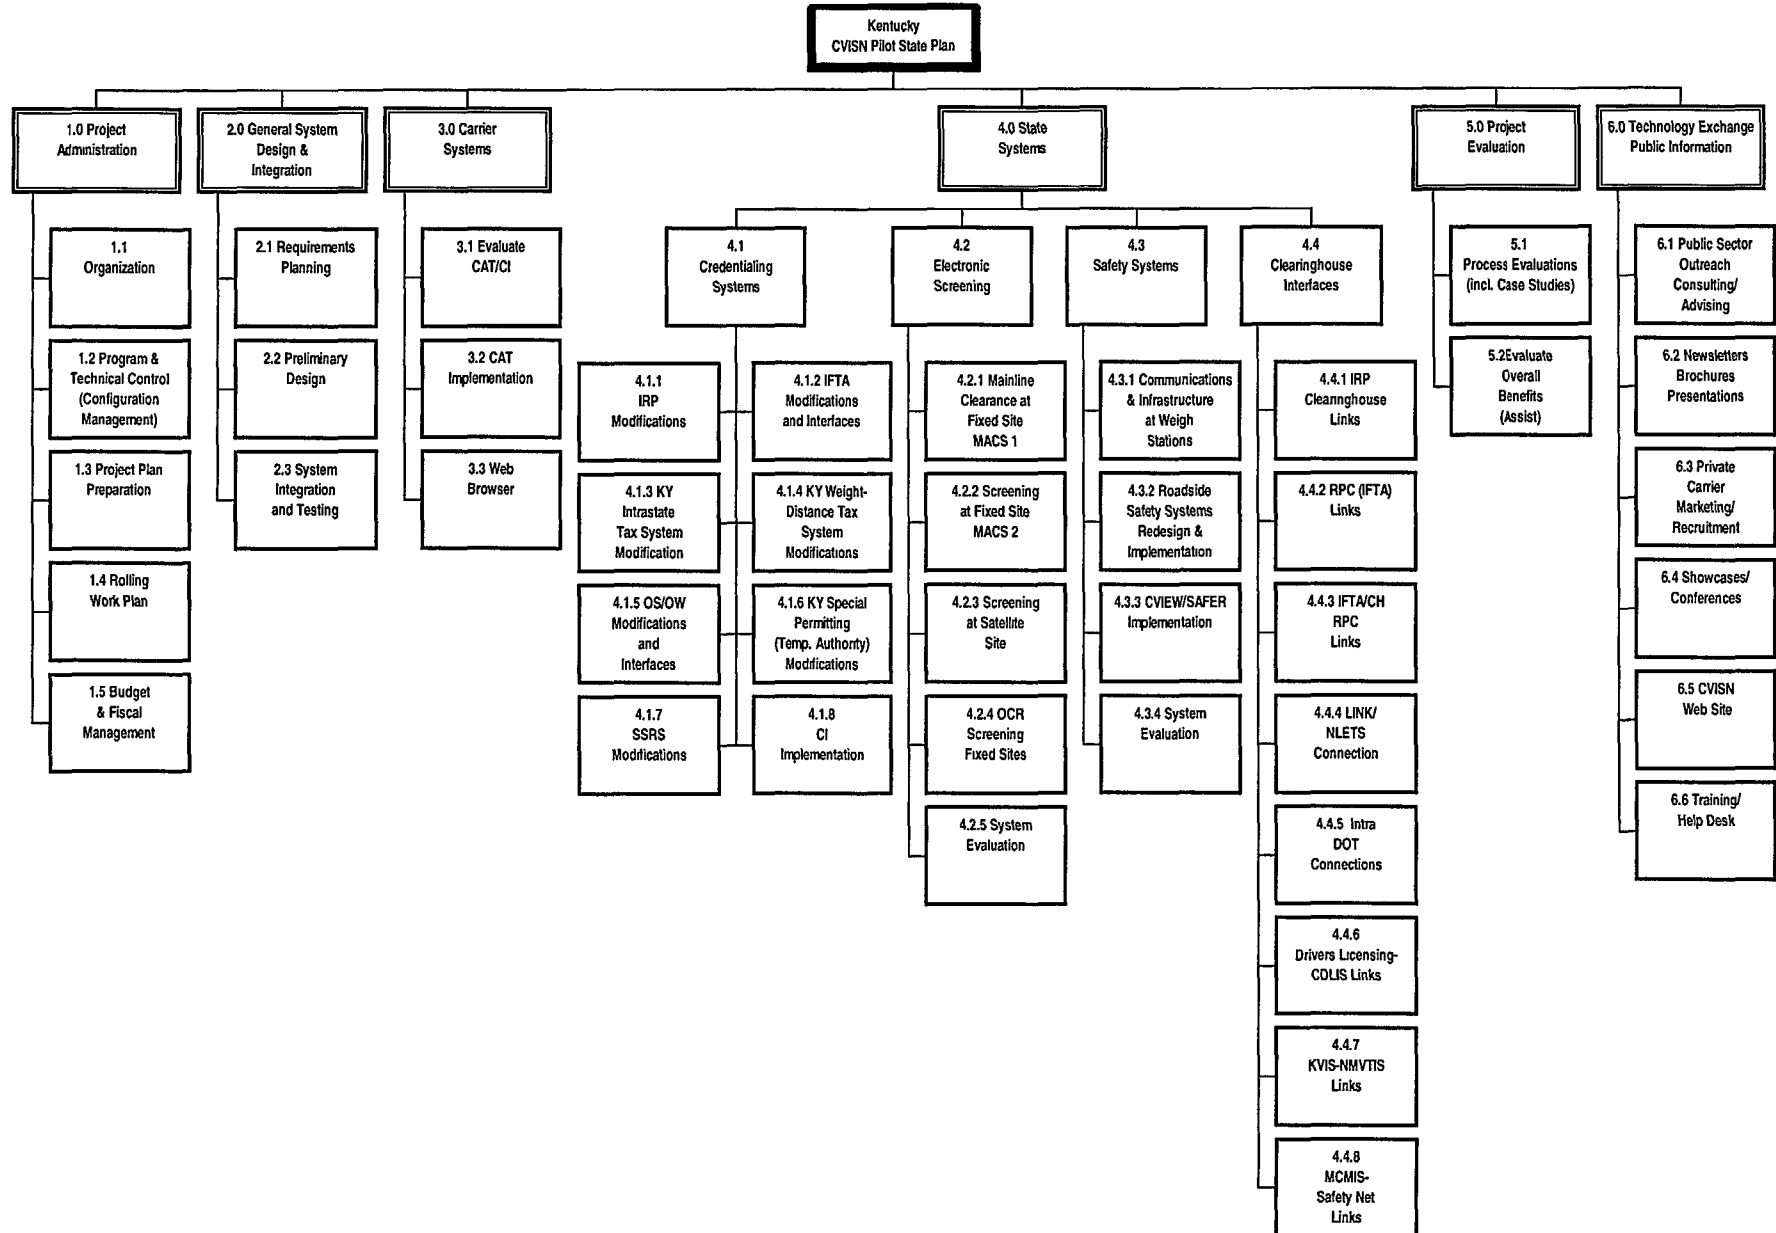 Kentucky
CVISN Pilot State Plan
1.0 Project
Administration
2.0 General System
Design &
Integration
3.0 Carrier
Systems
4.0 State
Systems
5.0 Project
Evaluation
6.0 Technology Exchange
Public Information
1.1
Organization
1.2 Program &
Technical Control
(Configuration
Management)
1.3 Project Plan
Preparation
1.4 Rolling
Work Plan
1.5 Budget
& Fiscal
Management
2.1 Requirements
Planning
2.2 Preliminary
Design
2.3 System
Integration
and Testing
3.1 Evaluate
CAT/CI
3.2 CAT
Implementation
3.3 Web
Browser
4.1
Credentialing
Systems
4.1.1
IRP
Modifications
4.1.2 IFTA
Modifications
and Interfaces
4.1.3 KY
Intrastate
Tax System
Modification
4.1.4 KY Weight-
Distance Tax
System
Modifications
4.1.5 OS/OW
Modifications
and
Interfaces
4.1.6 KY Special
Permitting
(Temp. Authority)
Modifications
4.1.7
SSRS
Modifications
4.1.8
CI
Implementation
4.2
Electronic
Screening
4.2.1 Mainline
Clearance at
Fixed Site
MACS 1
4.2.2 Screening
at Fixed Site
MACS 2
4.2.3 Screening
at Satellite
Site
4.2.4 OCR
Screening
Fixed Sites
4.2.5 System
Evaluation
4.3
Safety Systems
4.3.1 Communications
& Infrastructure
at Weigh
Stations
4.3.2 Roadside
Safety Systems
Redesign &
Implementation
4.3.3 CVIEW/SAFER
Implementation
4.3.4 System
Evaluation
4.4
Clearinghouse
Interfaces
4.4.1 IRP
Clearinghouse
Links
4.4.2 RPC (IFTA)
Links
4.4.3 IFTA/CH
RPC
Links
4.4.4 LINK/
NLETS
Connection
4.4.5 Intra
DOT
Connections
4.4.6
Drivers Licensing-
CDLIS Links
4.4.7
KVIS-NMVTIS
Links
4.4.8
MCMIS-
Safety Net
Links
5.1
Process Evaluations
(incl. Case Studies)
5.2Evaluate
Overall
Benefits
(Assist)
6.1 Public Sector
Outreach
Consulting/
Advising
6.2 Newsletters
Brochures
Presentations
6.3 Private
Carrier
Marketing/
Recruitment
6.4 Showcases/
Conferences
6.5 CVISN
Web Site
6.6 Training/
Help Desk